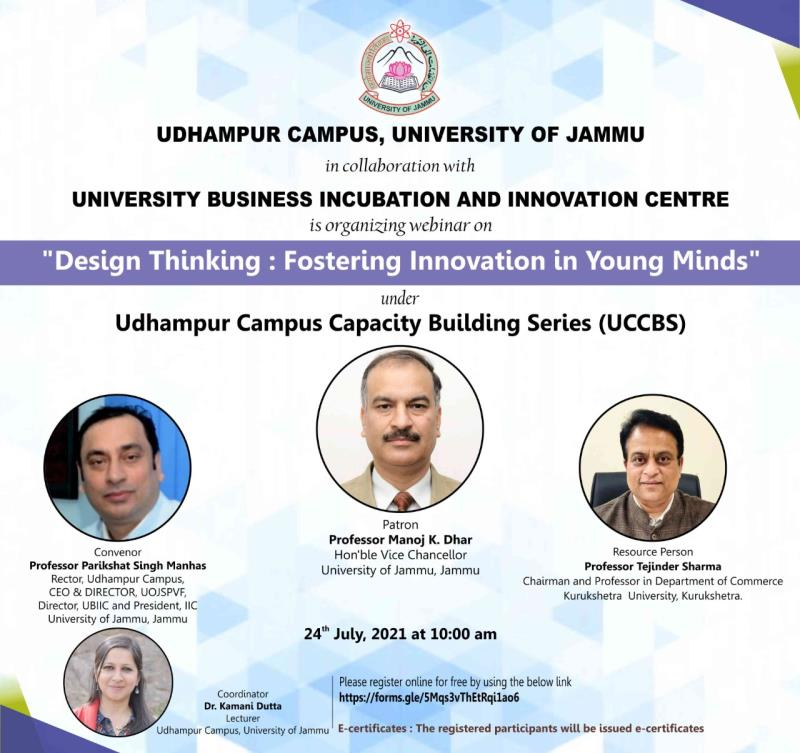 UNIVERSITY OF JAMMU
UDHAMPUR CAMPUS, UNIVERSITY OF JAMMU
in collaboration with
UNIVERSITY BUSINESS INCUBATION AND INNOVATION CENTRE
is organizing webinar on
"Design Thinking : Fostering Innovation in Young Minds"
under
Udhampur Campus Capacity Building Series (UCCBS)
Convenor
Professor Parikshat Singh Manhas
Rector, Udhampur Campus,
CEO & DIRECTOR, UOJSPVF,
Director, UBIIC and President, IIC
University of Jammu, Jammu
Patron
Professor Manoj K. Dhar
Hon'ble Vice Chancellor
University of Jammu, Jammu
Resource Person
Professor Tejinder Sharma
Chairman and Professor in Department of Commerce
Kurukshetra University, Kurukshetra.
24th July, 2021 at 10:00 am
Coordinator
Dr. Kamani Dutta
Lecturer
Udhampur Campus, University of Jammu
Please register online for free by using the below link
https://forms.gle/5Mqs3vThEtRqi1ao6
E-certificates : The registered participants will be issued e-certificates